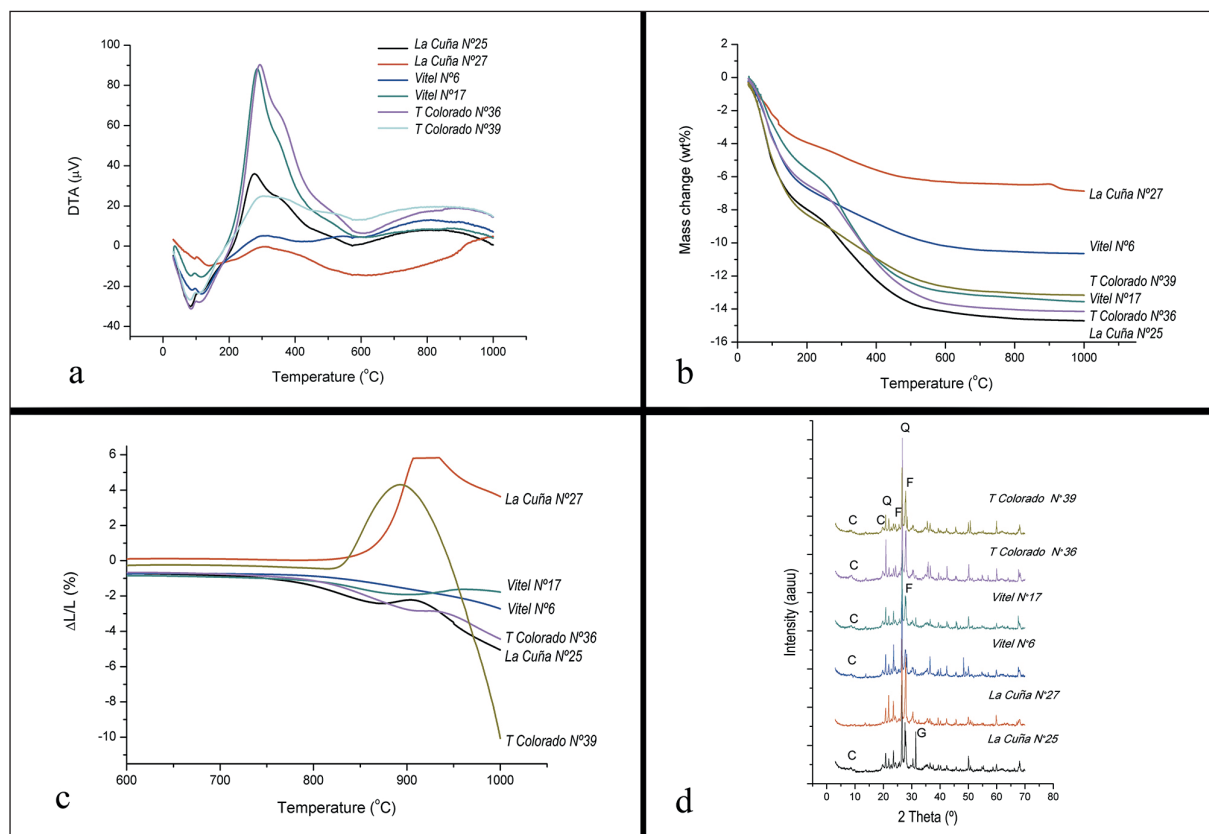 La Cuña Nº25
La Cuña Nº27
Vitel Nº6
Vitel Nº17
T Colorado Nº36
T Colorado Nº39
100
80
60
40
20
0
-20
-40
DTA (µV)
0 200 400 600 800 1000
Temperature (°C)
a
2
0
-2
-4
-6
-8
-10
-12
-14
-16
Mass change (wt%)
La Cuña Nº27
Vitel Nº6
T Colorado Nº39
Vitel Nº17
T Colorado Nº36
La Cuña Nº25
0 200 400 600 800 1000
Temperature (°C)
b
6
4
2
0
-2
-4
-6
-8
-10
ΔL/L (%)
La Cuña Nº27
Vitel Nº17
Vitel Nº6
T Colorado Nº36
La Cuña Nº25
T Colorado Nº39
600 700 800 900 1000
Temperature (°C)
c
Q
F
Q
F
C C
T Colorado N°39
T Colorado N°36
C
Vitel N°17
F
C
Vitel N°6
C
La Cuña N°27
La Cuña N°25
G
C
Intensity (aauu)
0 10 20 30 40 50 60 70 80
2 Theta (º)
d